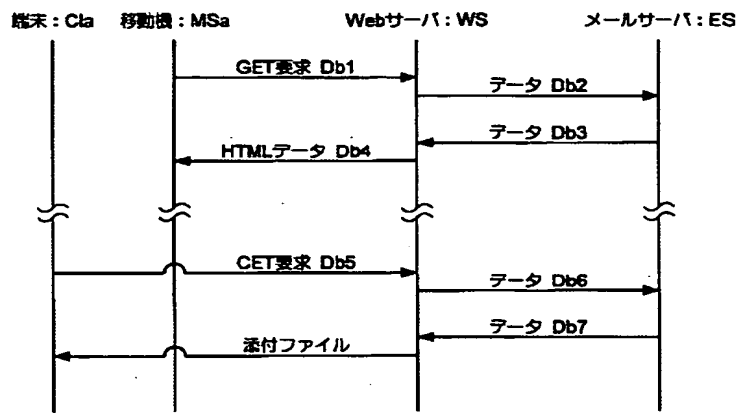 端末：Cla 移動機：MSa Webサーバ：WS メールサーバ：ES
GET要求 Db1
データ Db2
データ Db3
HTMLデータ Db4
CET要求 Db5
データ Db6
データ Db7
添付ファイル